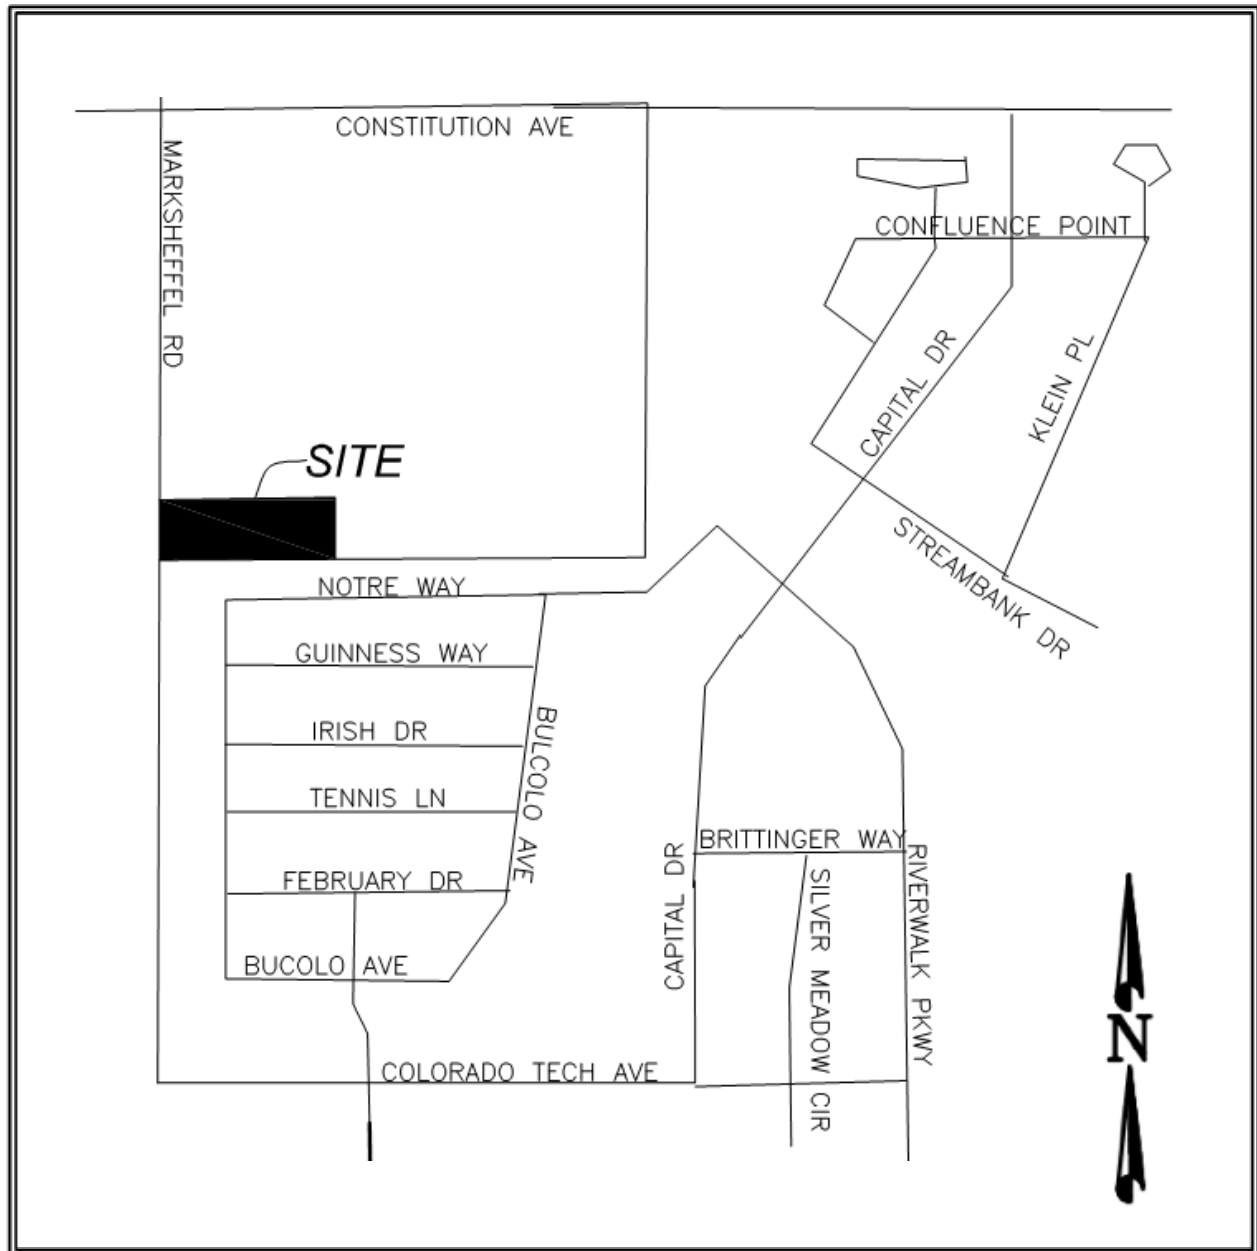 CONSTITUTION AVE
MARKSHEFFEL RD
CONFLUENCE POINT
CAPITAL DR
KLEIN PL
SITE
STREAMBANK DR
NOTRE WAY
GUINNESS WAY
IRISH DR
BULCOLO AVE
TENNIS LN
BRITTINGER WAY
FEBRUARY DR
CAPITAL DR
SILVER MEADOW CIR
RIVERWALK PKWY
BUCOLO AVE
COLORADO TECH AVE
N